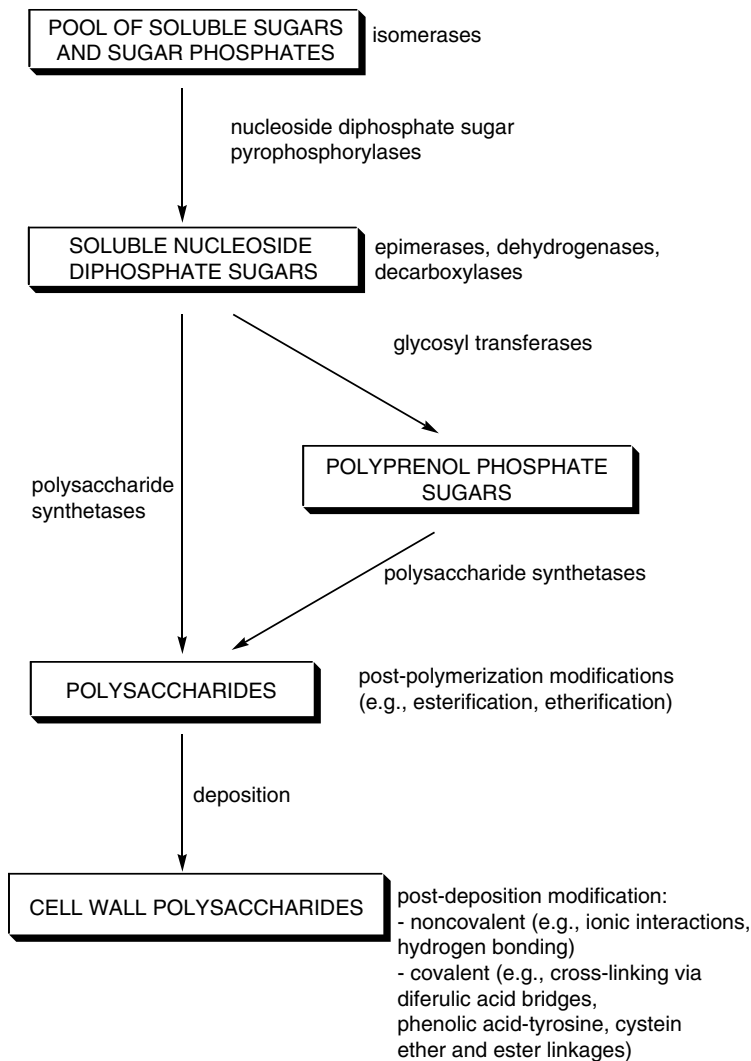 POOL OF SOLUBLE SUGARS
AND SUGAR PHOSPHATES
isomerases
nucleoside diphosphate sugar
pyrophosphorylases
SOLUBLE NUCLEOSIDE
DIPHOSPHATE SUGARS
epimerases, dehydrogenases,
decarboxylases
glycosyl transferases
polysaccharide
synthetases
POLYPRENOL PHOSPHATE
SUGARS
polysaccharide synthetases
POLYSACCHARIDES
post-polymerization modifications
(e.g., esterification, etherification)
deposition
CELL WALL POLYSACCHARIDES
post-deposition modification:
- noncovalent (e.g., ionic interactions,
hydrogen bonding)
- covalent (e.g., cross-linking via
diferulic acid bridges,
phenolic acid-tyrosine, cystein
ether and ester linkages)